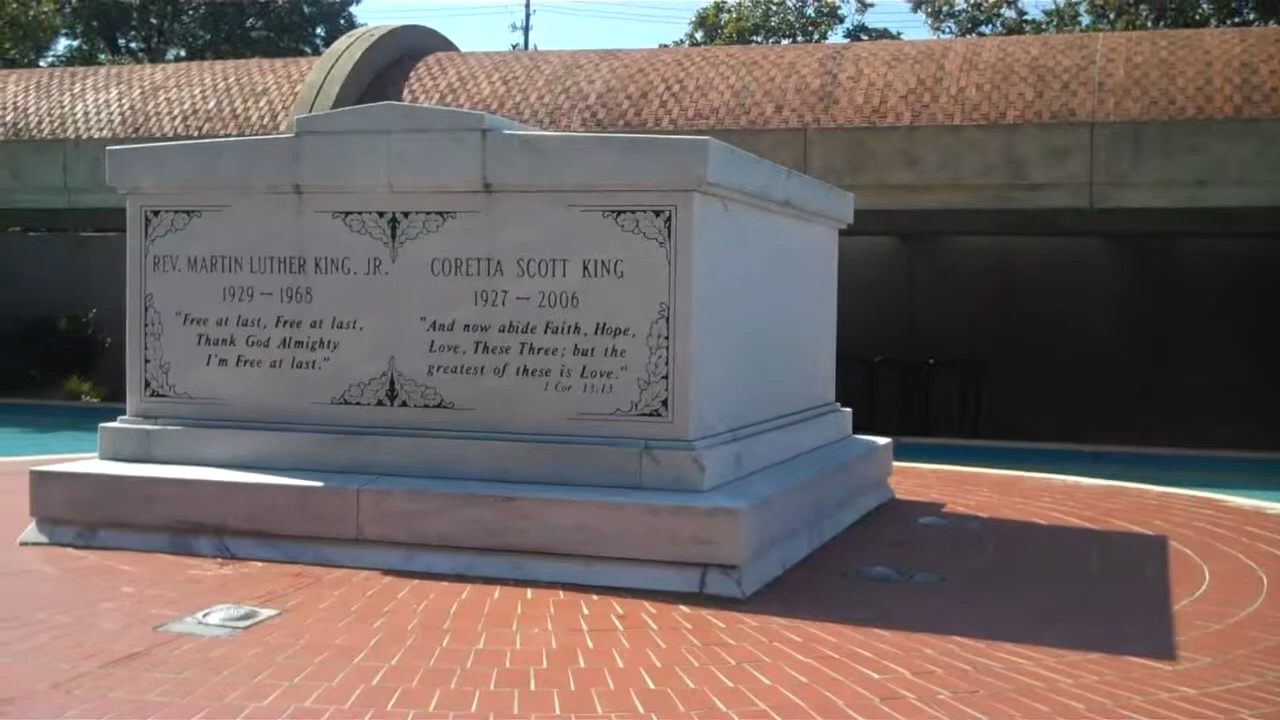 REV. MARTIN LUTHER KING, JR.
1929 – 1968
"Free at last, Free at last,
Thank God Almighty
I'm Free at last."
CORETTA SCOTT KING
1927 – 2006
"And now abide Faith, Hope,
Love, These Three; but the
greatest of these is Love."
1 Cor. 13:13